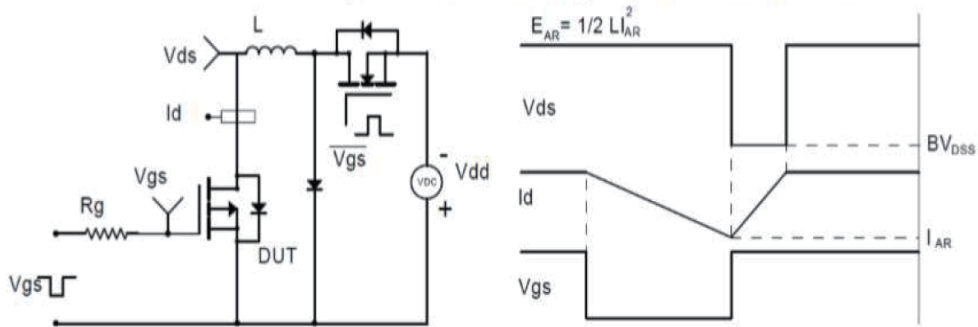 L
Vds
Id
Vgs
Rg
DUT
Vgs
Vgs
VDC
-
+
Vdd
E_AR = 1/2 LI_AR^2
Vds
BV_DSS
Id
I_AR
Vgs